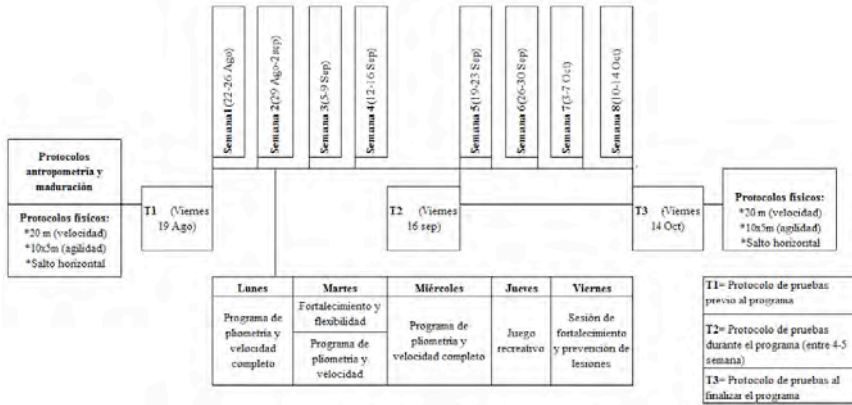 Semana1(22-26 Ago)
Semana 2(29 Ago-2 sep)
Semana 3(5-9 Sep)
Semana 4(12-16 Sep)
Semana 5(19-23 Sep)
Semana 6(26-30 Sep)
Semana 7(3-7 Oct)
Semana 8(10-14 Oct)
Protocolos
antropometría y
maduración
Protocolos físicos:
*20 m (velocidad)
*10x5m (agilidad)
*Salto horizontal
T1 (Viernes
19 Ago)
T2 (Viernes
16 sep)
T3 (Viernes
14 Oct)
Protocolos físicos:
*20 m (velocidad)
*10x5m (agilidad)
*Salto horizontal
Lunes
Martes
Miércoles
Jueves
Viernes
Programa de
pliometría y
velocidad
completo
Fortalecimiento y
flexibilidad
Programa de
pliometría y
velocidad
Programa de
pliometría y
velocidad completo
Juego
recreativo
Sesión de
fortalecimiento
y prevención de
lesiones
T1= Protocolo de pruebas
previo al programa
T2= Protocolo de pruebas
durante el programa (entre 4-5
semana)
T3= Protocolo de pruebas al
finalizar el programa